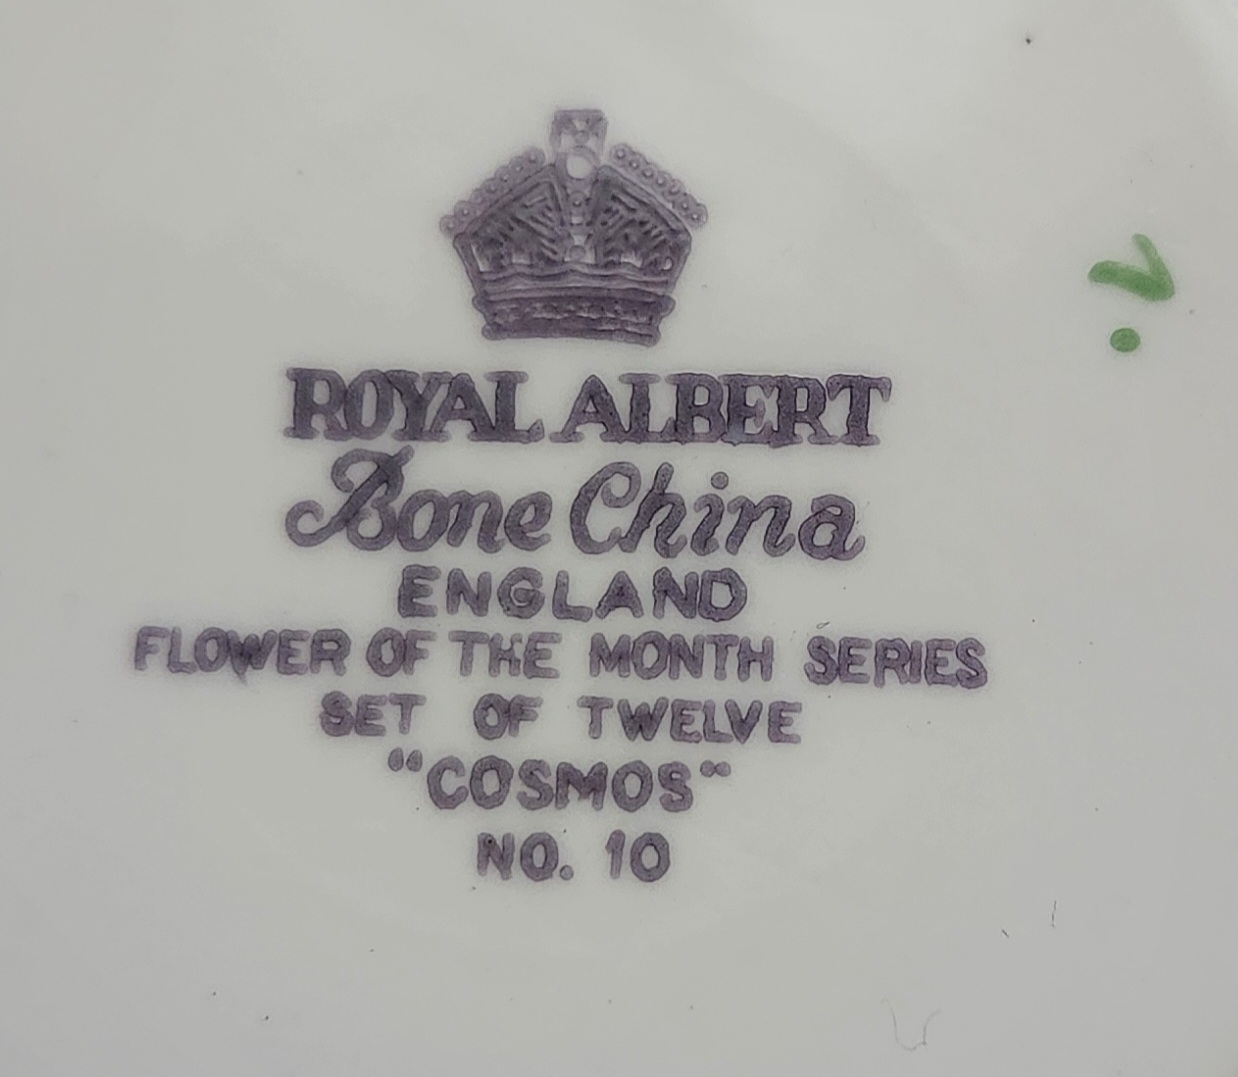 ROYAL ALBERT
Bone China
ENGLAND
FLOWER OF THE MONTH SERIES
SET OF TWELVE
"COSMOS"
NO. 10